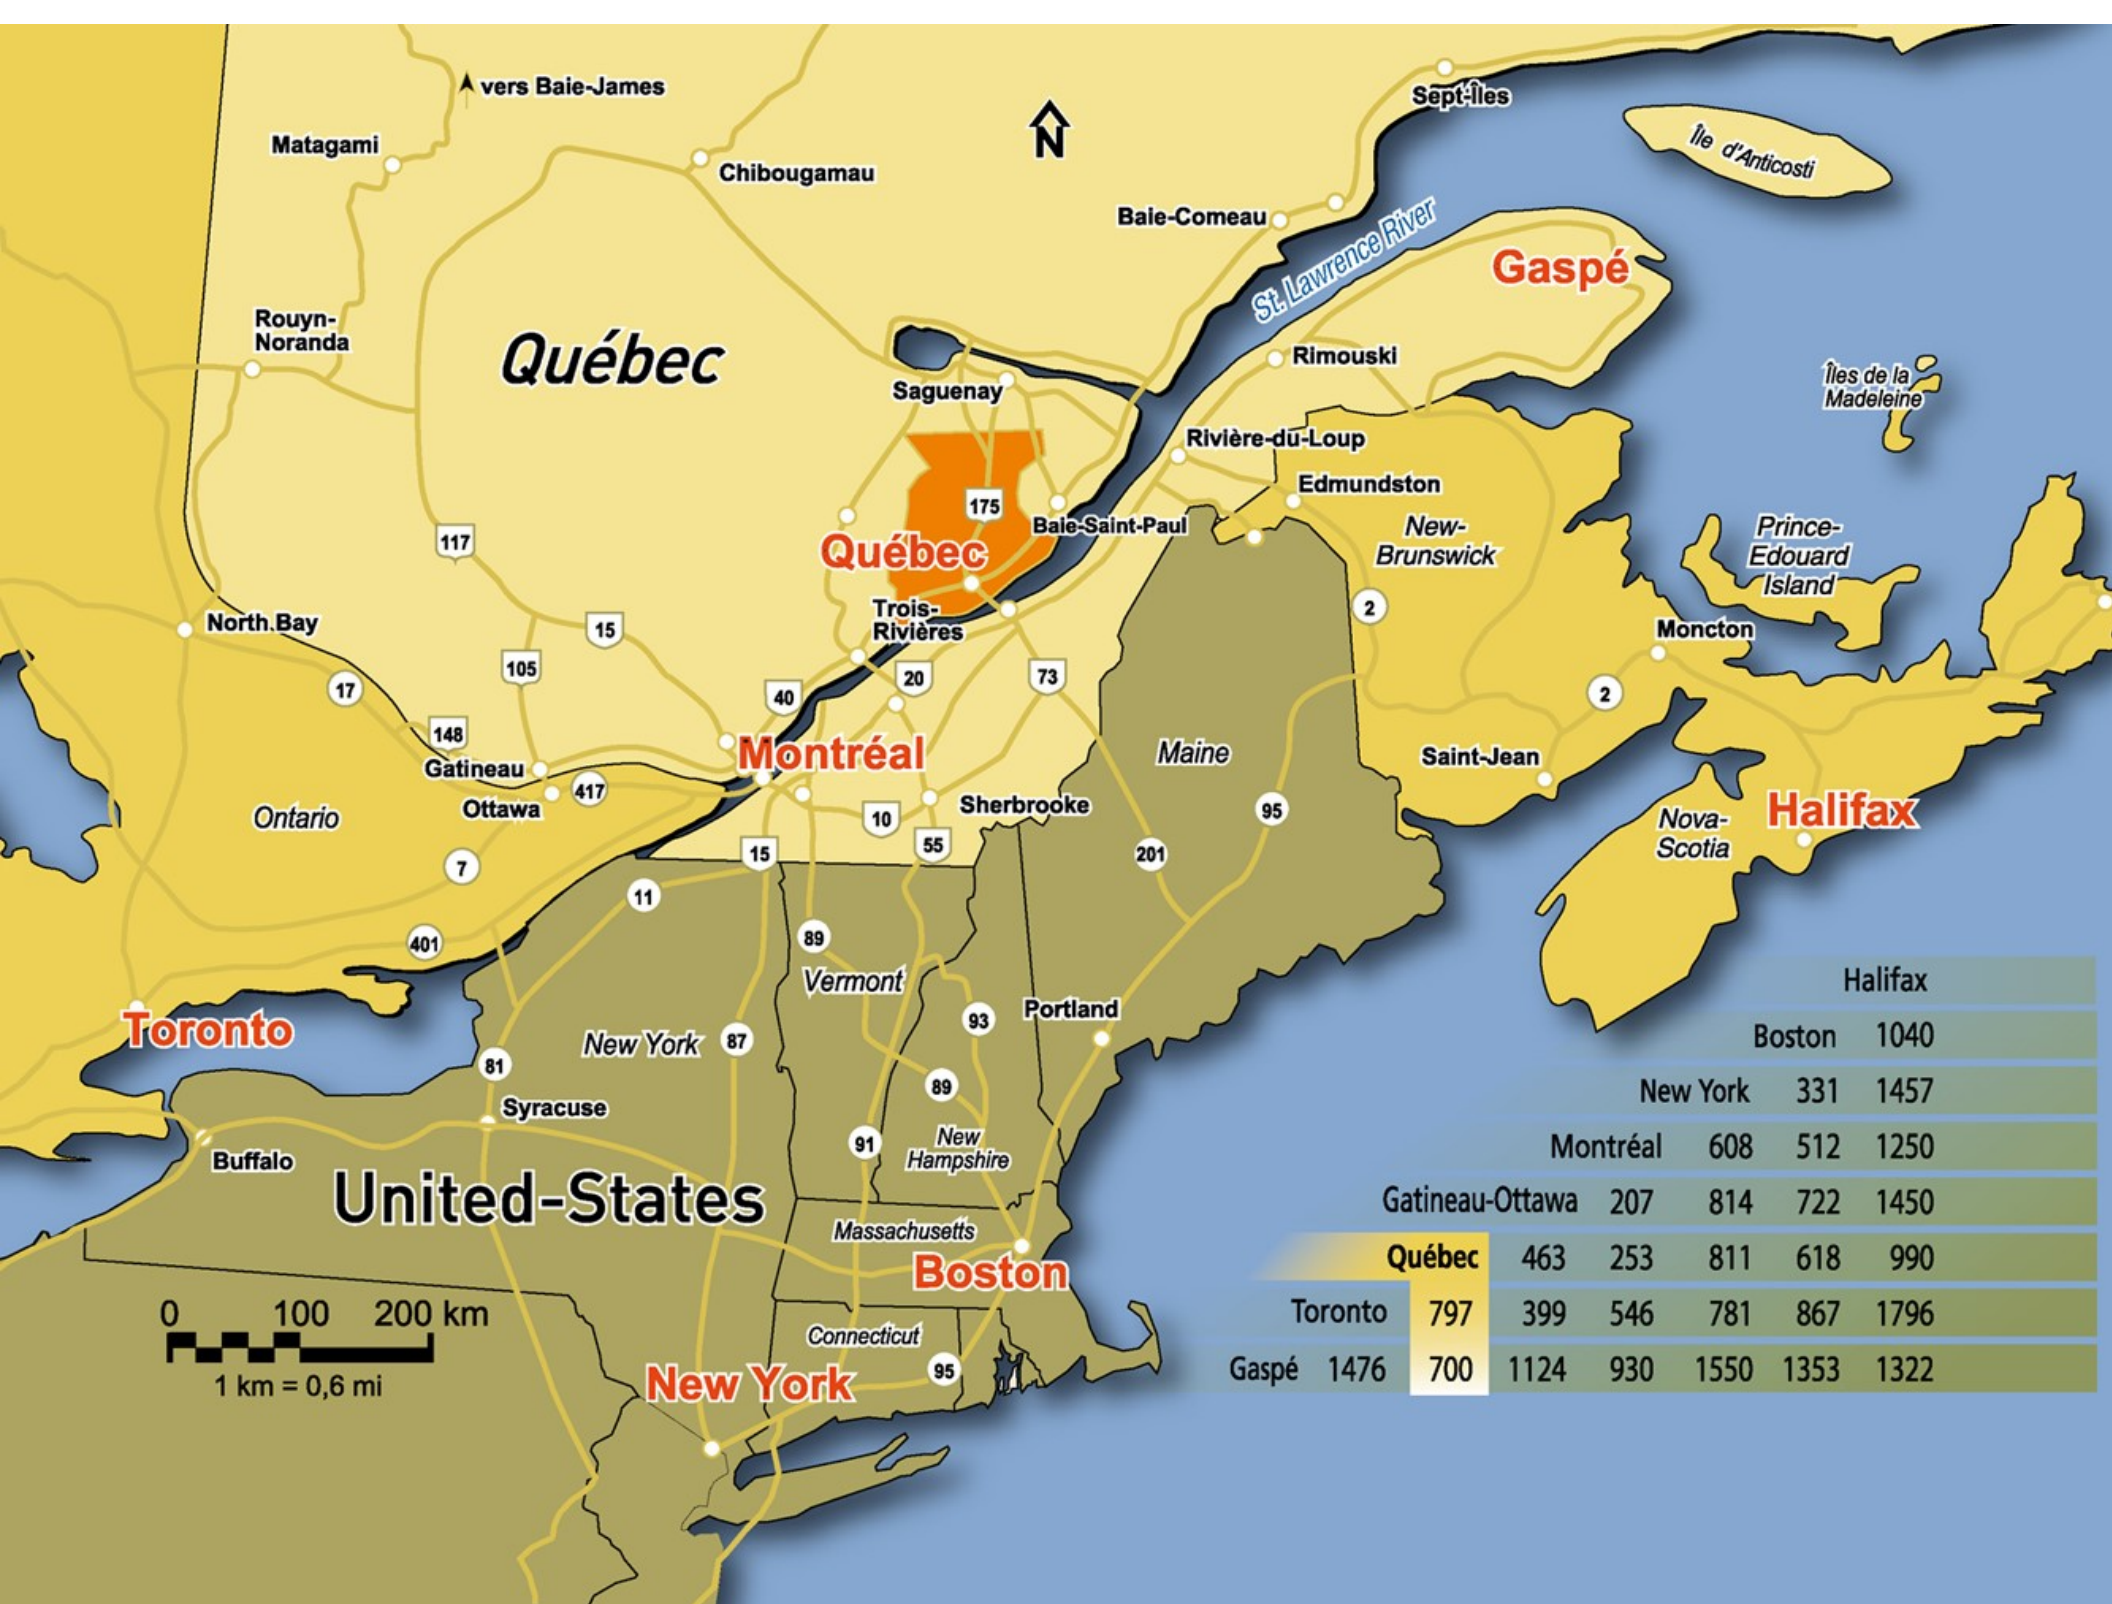 Sept-Îles
vers Baie-James
Île d'Anticosti
Matagami
N
Chibougamau
Baie-Comeau
St. Lawrence River
Gaspé
Rouyn-
Noranda
Québec
Rimouski
Îles de la
Madeleine
Saguenay
Rivière-du-Loup
Edmundston
175
Baie-Saint-Paul
New-
Brunswick
Prince-
Edouard
Island
117
Québec
2
Trois-
Rivières
North.Bay
15
Moncton
105
20
73
17
40
2
148
Montréal
Maine
Saint-Jean
Gatineau
417
Ottawa
Sherbrooke
95
Ontario
10
Nova-
Scotia
Halifax
55
15
201
7
11
401
89
Vermont
Toronto
New York
87
93
Portland
81
89
Syracuse
91
New
Hampshire
Buffalo
United-States
Massachusetts
Boston
0 100 200 km
1 km = 0,6 mi
Connecticut
95
New York
Halifax
Boston 1040
New York 331 1457
Montréal 608 512 1250
Gatineau-Ottawa 207 814 722 1450
Québec 463 253 811 618 990
Toronto 797 399 546 781 867 1796
Gaspé 1476 700 1124 930 1550 1353 1322